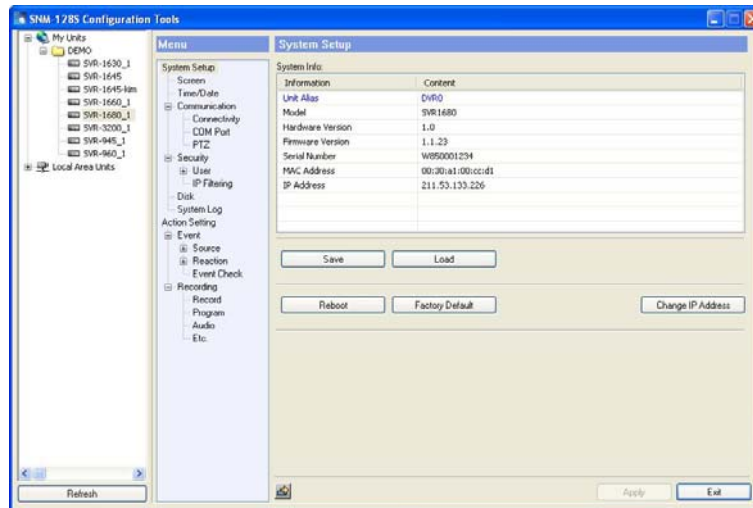 SNM-128S Configuration Tools
My Units
DEMO
SVR-1630_1
SVR-1645
SVR-1645-kim
SVR-1660_1
SVR-1680_1
SVR-3200_1
SVR-945_1
SVR-960_1
Local Area Units
Refresh
Menu
System Setup
Screen
Time/Date
Communication
Connectivity
COM Port
PTZ
Security
User
IP Filtering
Disk
System Log
Action Setting
Event
Source
Reaction
Event Check
Recording
Record
Program
Audio
Etc.
System Setup
System Info:
Information Content
Unit Alias DVR0
Model SVR1680
Hardware Version 1.0
Firmware Version 1.1.23
Serial Number W850001234
MAC Address 00:30:a1:00:cc:d1
IP Address 211.53.133.226
Save Load
Reboot Factory Default Change IP Address
Apply Exit